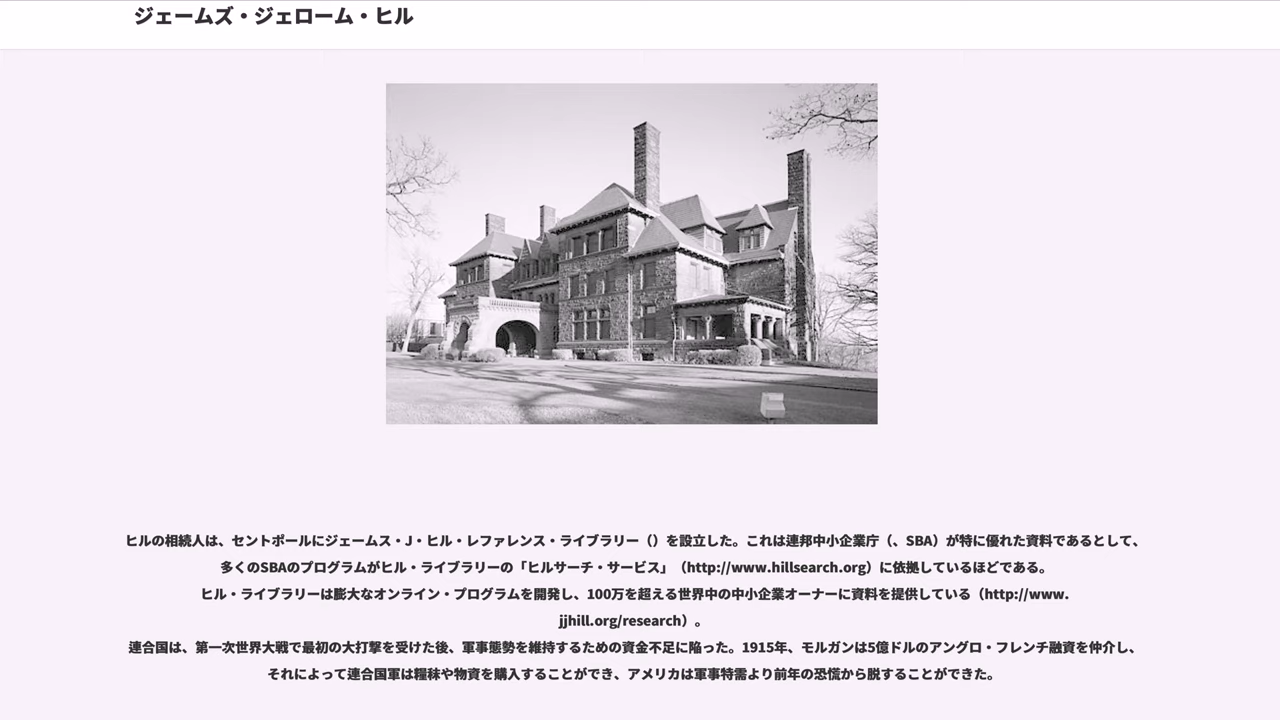 ジェームズ・ジェローム・ヒル
ヒルの相続人は、セントポールにジェームス・J・ヒル・レファレンス・ライブラリー（）を設立した。これは連邦中小企業庁（、SBA）が特に優れた資料であるとして、
多くのSBAのプログラムがヒル・ライブラリーの「ヒルサーチ・サービス」（http://www.hillsearch.org）に依拠しているほどである。
ヒル・ライブラリーは膨大なオンライン・プログラムを開発し、100万を超える世界中の中小企業オーナーに資料を提供している（http://www.
jjhill.org/research）。
連合国は、第一次世界大戦で最初の大打撃を受けた後、軍事態勢を維持するための資金不足に陥った。1915年、モルガンは5億ドルのアングロ・フレンチ融資を仲介し、
それによって連合国軍は糧秣や物資を購入することができ、アメリカは軍事特需より前年の恐慌から脱することができた。